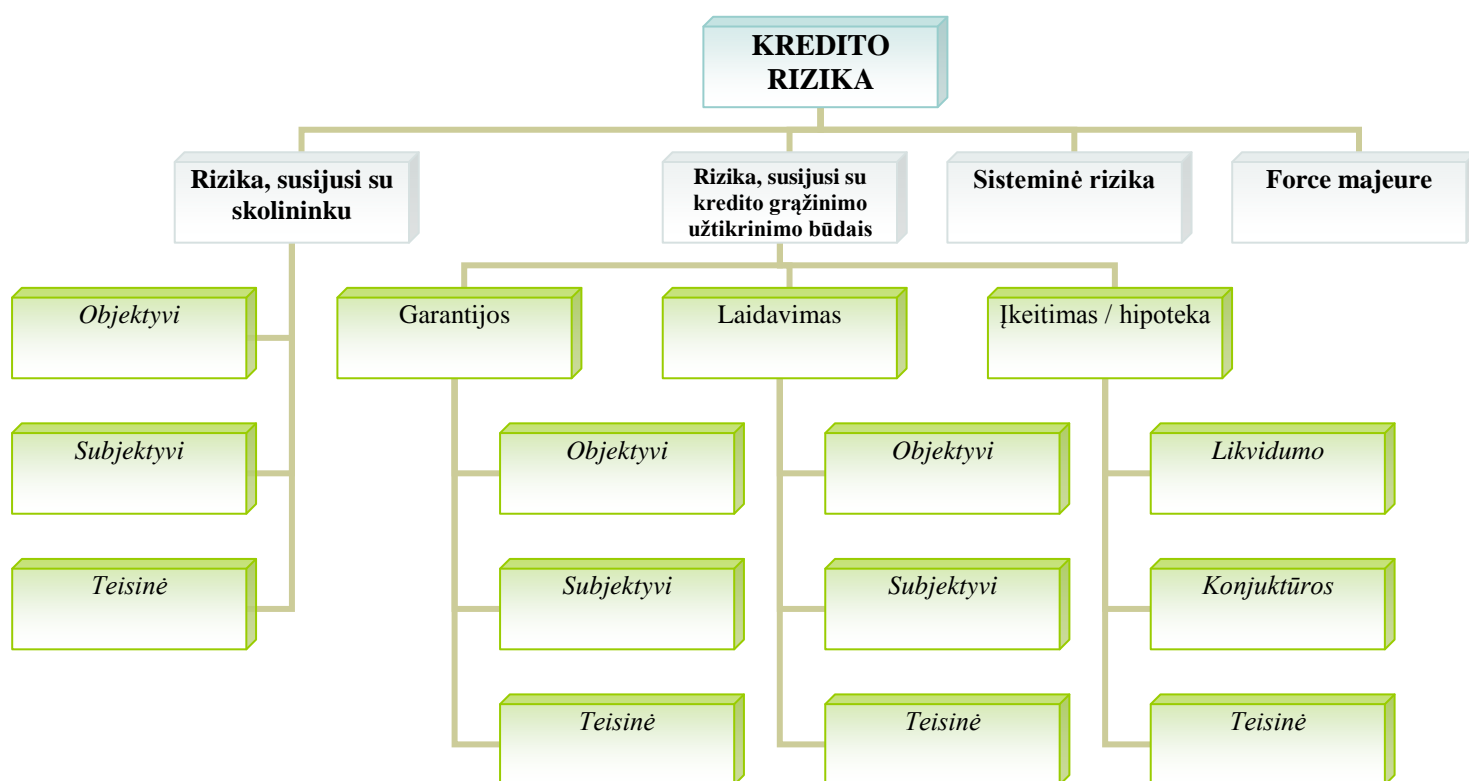 KREDITO
RIZIKA
Rizika, susijusi su
skolininku
Rizika, susijusi su
kredito grąžinimo
užtikrinimo būdais
Sisteminė rizika
Force majeure
Objektyvi
Subjektyvi
Teisinė
Garantijos
Laidavimas
Įkeitimas / hipoteka
Objektyvi
Subjektyvi
Teisinė
Objektyvi
Subjektyvi
Teisinė
Likvidumo
Konjuktūros
Teisinė